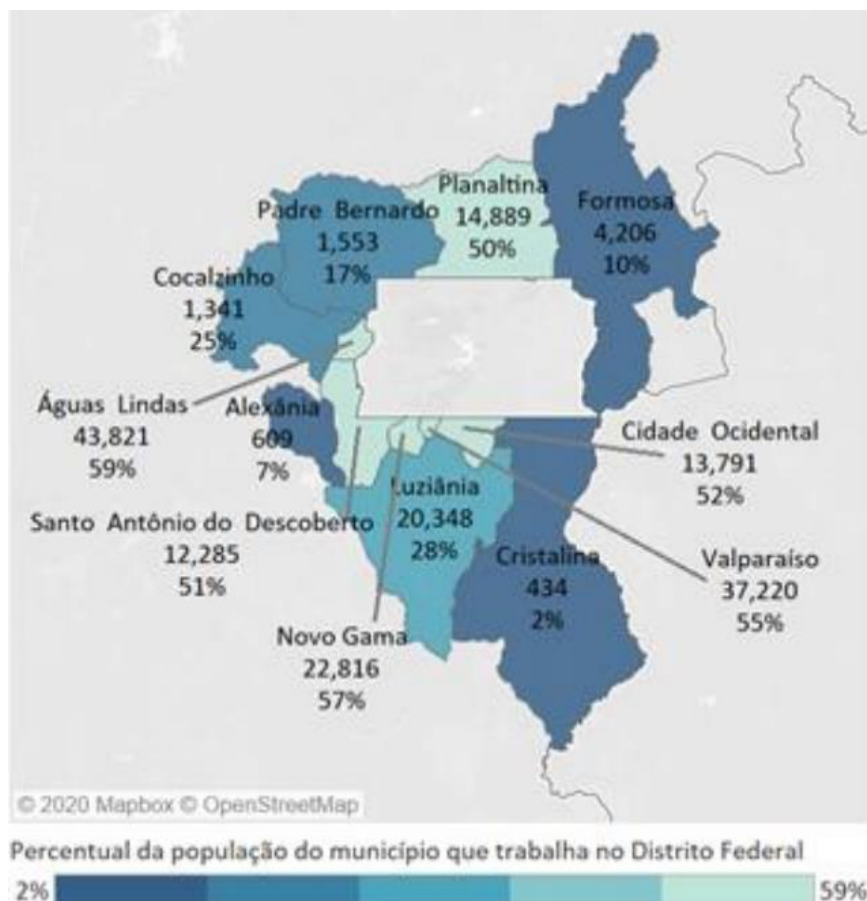 Planaltina
14,889
50%
Formosa
4,206
10%
Padre Bernardo
1,553
17%
Cocalzinho
1,341
25%
Águas Lindas
43,821
59%
Alexânia
609
7%
Cidade Ocidental
13,791
52%
Luziânia
20,348
28%
Santo Antônio do Descoberto
12,285
51%
Cristalina
434
2%
Valparaíso
37,220
55%
Novo Gama
22,816
57%
© 2020 Mapbox © OpenStreetMap
Percentual da população do município que trabalha no Distrito Federal
2% 59%